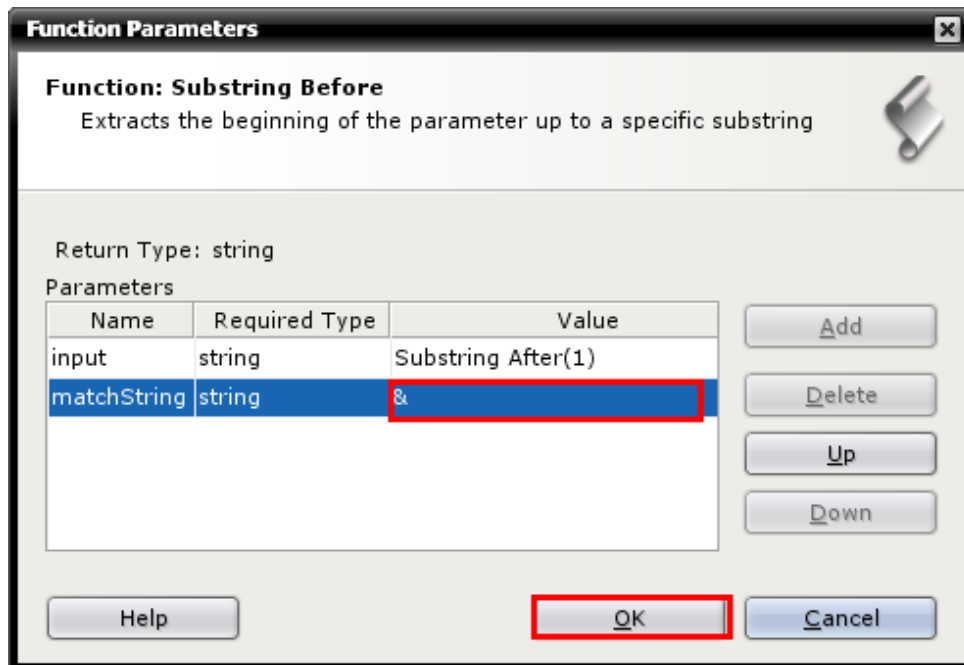 Function Parameters
Function: Substring Before
Extracts the beginning of the parameter up to a specific substring
Return Type: string
Parameters
Name Required Type Value
input string Substring After(1)
matchString string &
Add
Delete
Up
Down
Help OK Cancel